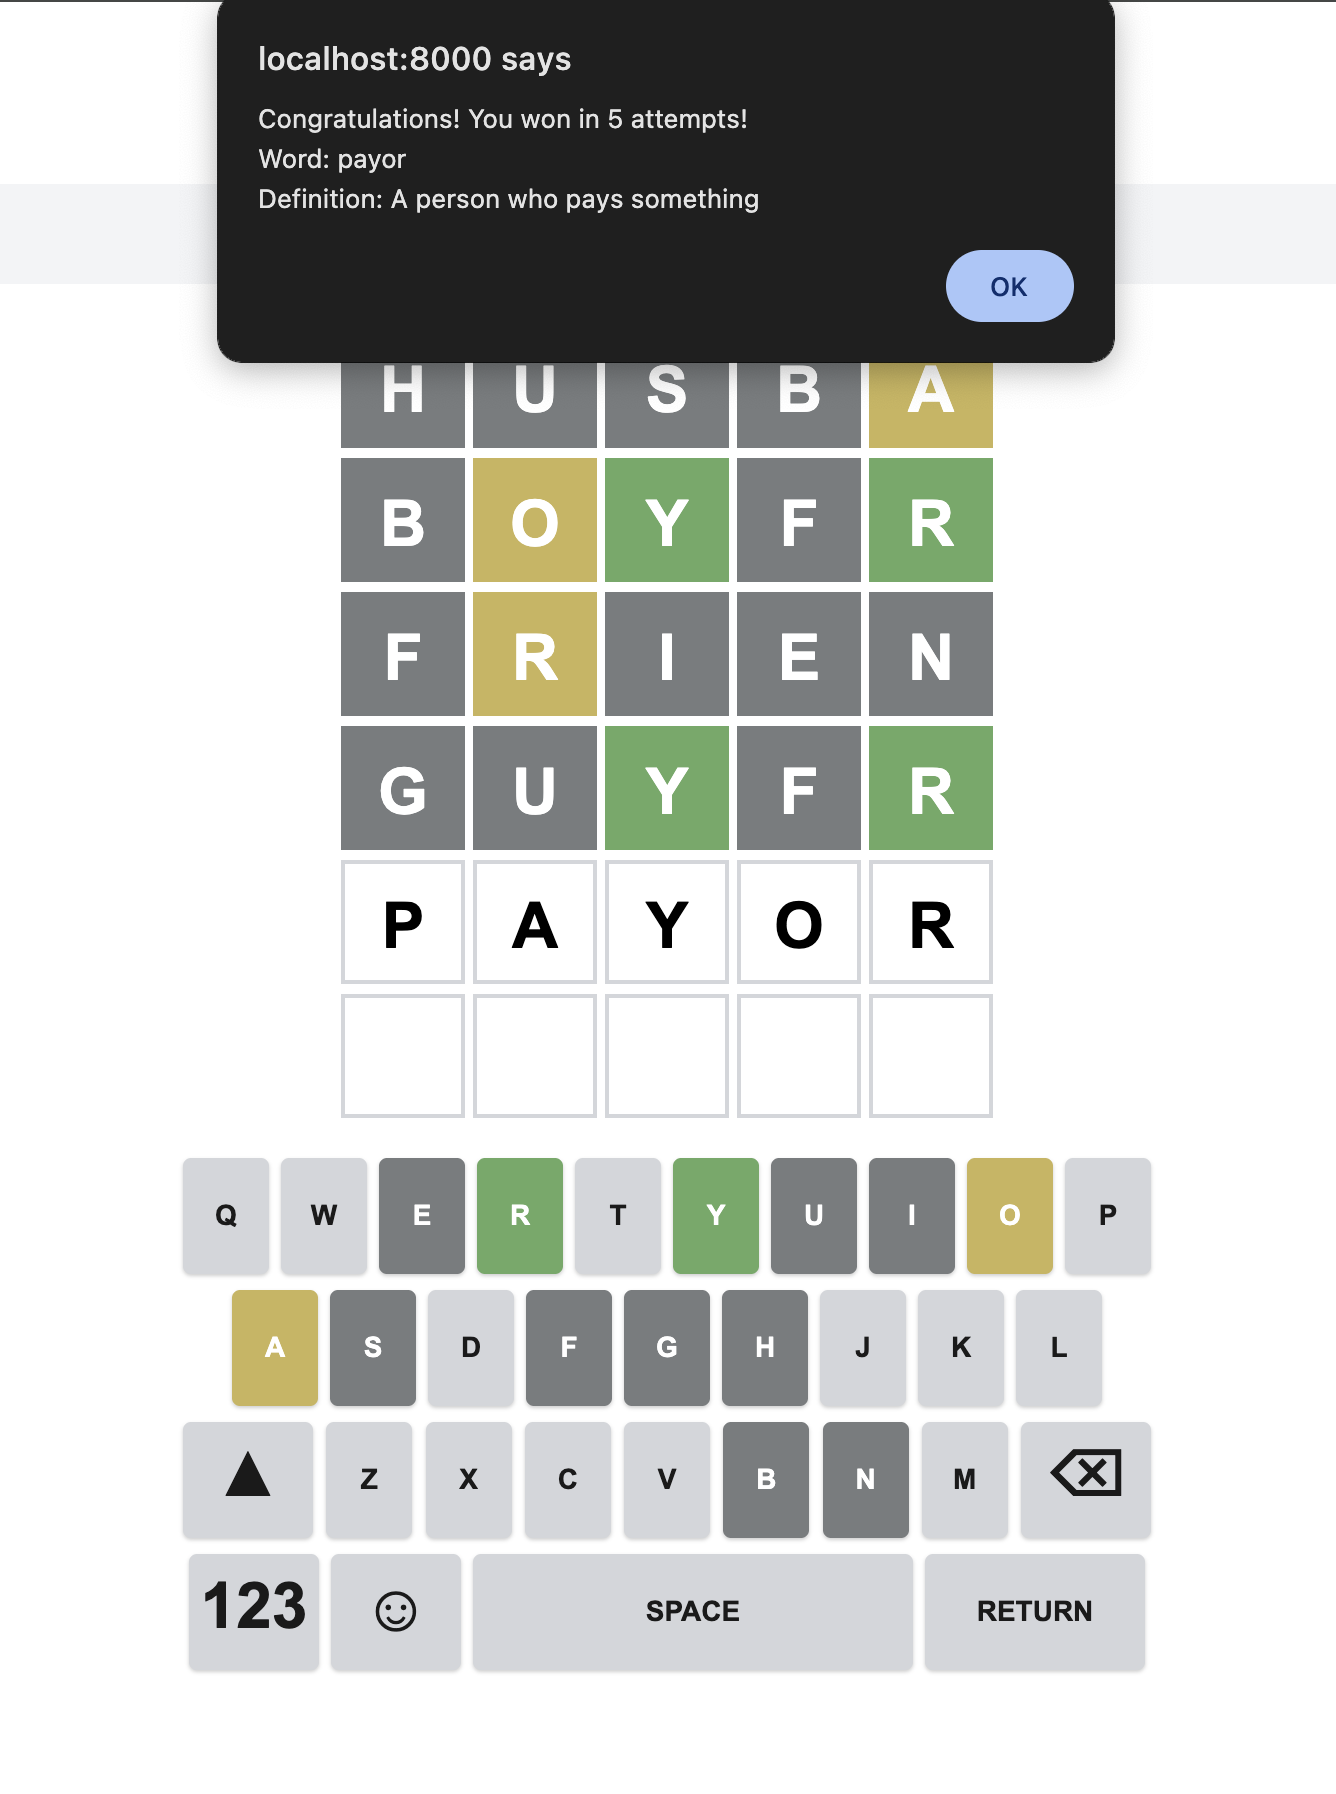 localhost:8000 says
Congratulations! You won in 5 attempts!
Word: payor
Definition: A person who pays something
OK
H U S B A
B O Y F R
F R I E N
G U Y F R
P A Y O R
Q W E R T Y U I O P
A S D F G H J K L
Z X C V B N M
123 SPACE RETURN